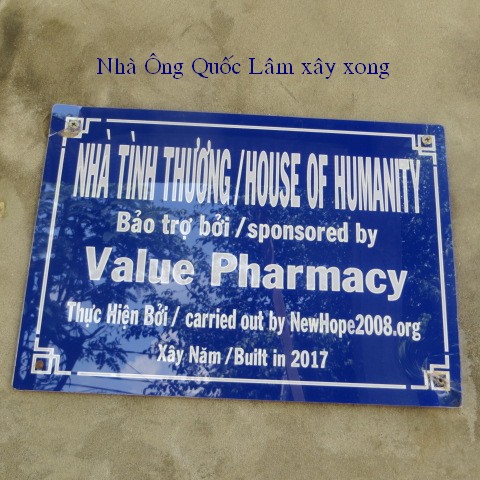 Nhà Ông Quốc Lâm xây xong
NHÀ TÌNH THƯƠNG / HOUSE OF HUMANITY
Bảo trợ bởi / sponsored by
Value Pharmacy
Thực Hiện Bởi / carried out by NewHope2008.org
Xây Năm / Built in 2017